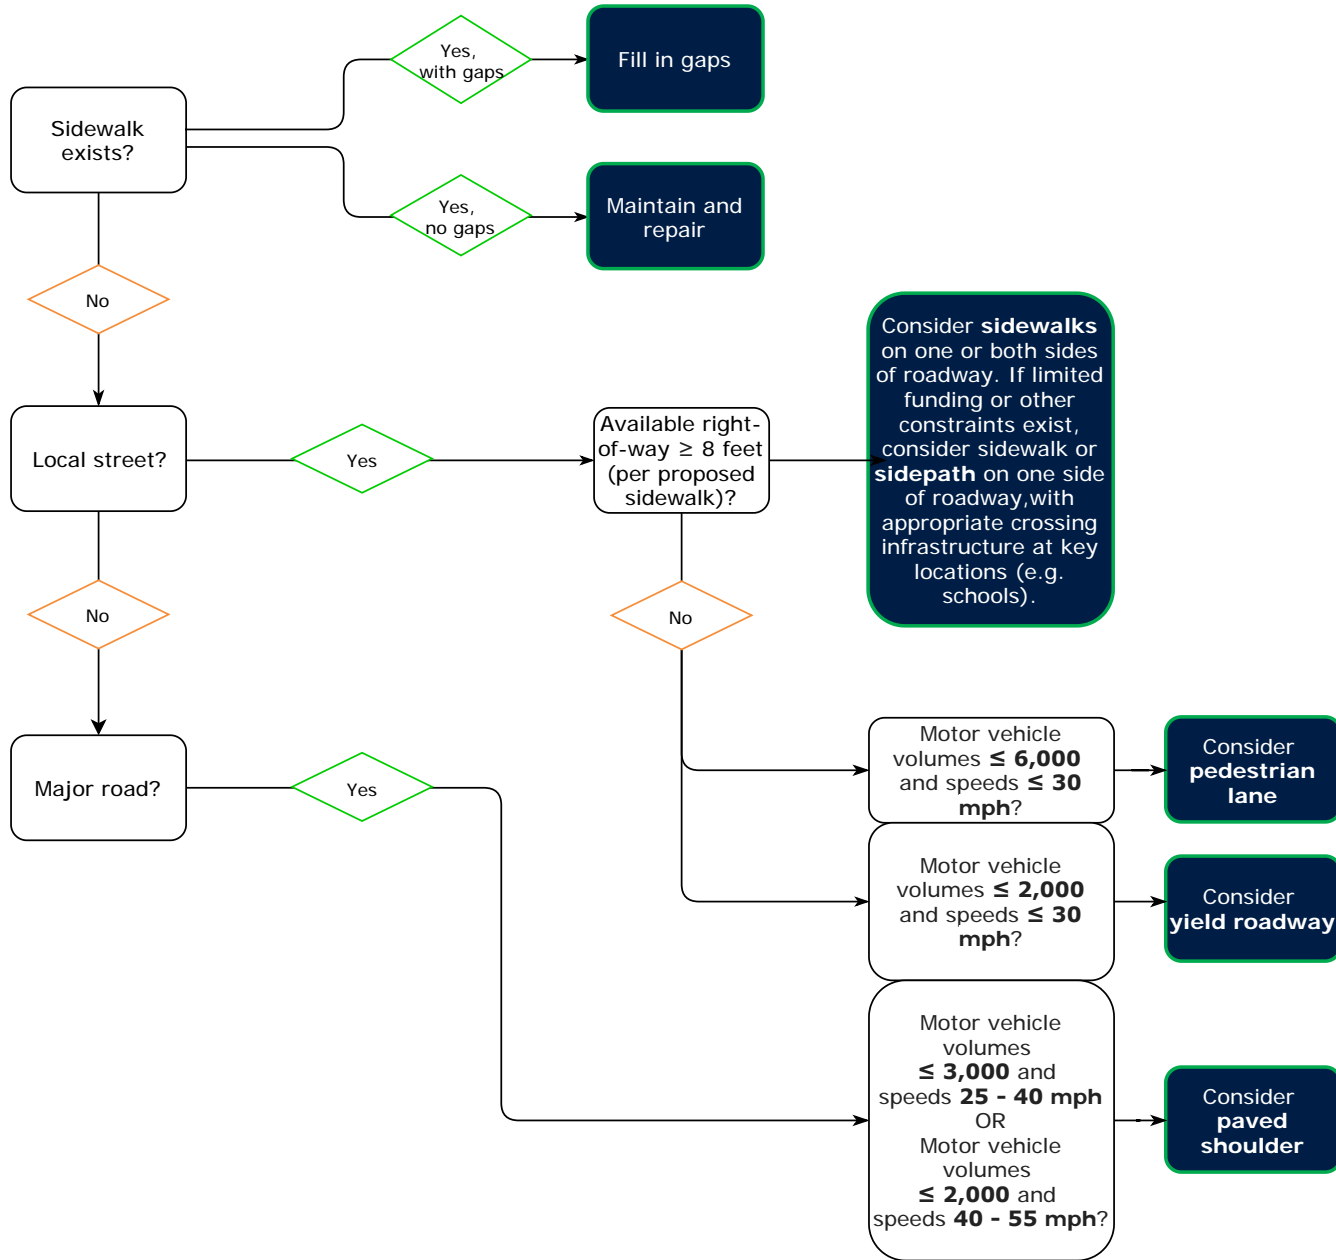 Yes,
with gaps
Fill in gaps
Sidewalk
exists?
Yes,
no gaps
Maintain and
repair
No
Local street?
Yes
Available right-
of-way ≥ 8 feet
(per proposed
sidewalk)?
Consider sidewalks
on one or both sides
of roadway. If limited
funding or other
constraints exist,
consider sidewalk or
sidepath on one side
of roadway,with
appropriate crossing
infrastructure at key
locations (e.g.
schools).
No
No
Major road?
Yes
Motor vehicle
volumes ≤ 6,000
and speeds ≤ 30
mph?
Consider
pedestrian
lane
Motor vehicle
volumes ≤ 2,000
and speeds ≤ 30
mph?
Consider
yield roadway
Motor vehicle
volumes
≤ 3,000 and
speeds 25 - 40 mph
OR
Motor vehicle
volumes
≤ 2,000 and
speeds 40 - 55 mph?
Consider
paved
shoulder